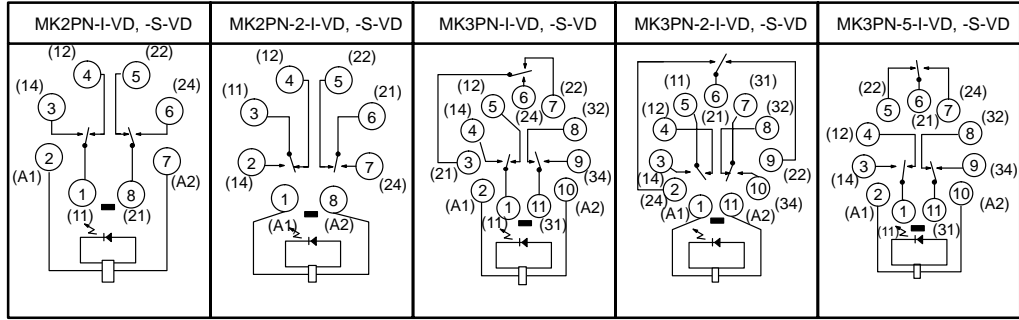 MK2PN-I-VD, -S-VD
MK2PN-2-I-VD, -S-VD
MK3PN-I-VD, -S-VD
MK3PN-2-I-VD, -S-VD
MK3PN-5-I-VD, -S-VD
(12) (22)
4 5
(14) (24)
3 6
2 7
(A1) (A2)
1 8
(11) (21)
(12) (22)
4 5
(11) (21)
3 6
2 7
(14) (24)
1 8
(A1) (A2)
(12) 6 7 (22)
5 (24) (32)
(14) 4 8
3 9
(21) (34)
2 10
(A1) (A2)
1 11
(11) (31)
(11) 6 (31)
5 7
(12) (21) (32)
4 8
3 9
(14) (22)
2 10
(24) (34)
1 11
(A1) (A2)
(22) 6 (24)
5 (21) 7
(12) 4 8 (32)
3 9
(14) (34)
2 10
(A1) (A2)
1 11
(11) (31)